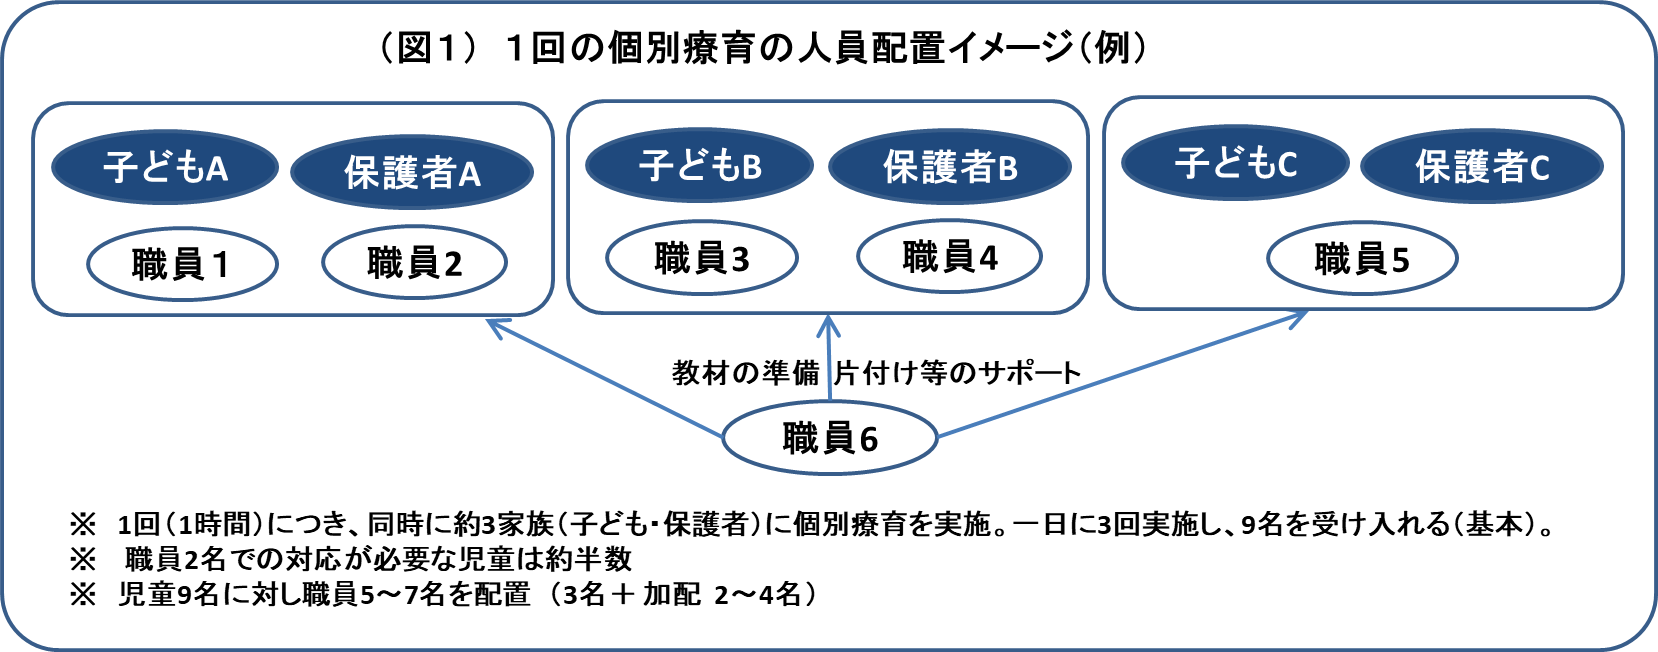 （図１） １回の個別療育の人員配置イメージ（例）
子どもA 保護者A 子どもB 保護者B 子どもC 保護者C
職員１ 職員2 職員3 職員4 職員5
教材の準備 片付け等のサポート
職員6
※ 1回（1時間）につき、同時に約3家族（子ども・保護者）に個別療育を実施。一日に3回実施し、9名を受け入れる（基本）。
※ 職員2名での対応が必要な児童は約半数
※ 児童9名に対し職員5～7名を配置 （3名＋加配 2～4名）